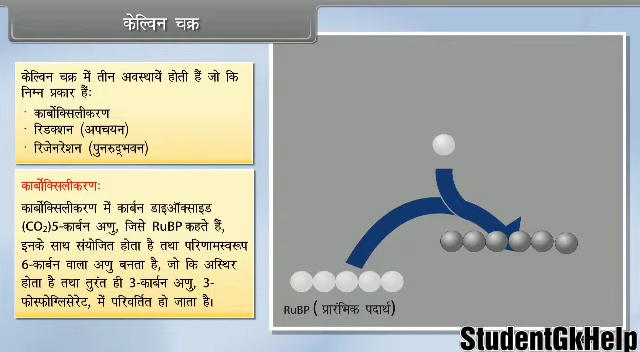 केल्विन चक्र
केल्विन चक्र में तीन अवस्थायें होती हैं जो कि
निम्न प्रकार हैं:
· कार्बोक्सिलीकरण
· रिडक्शन (अपचयन)
· रिजेनरेशन (पुनरुद्भवन)
कार्बोक्सिलीकरण:
कार्बोक्सिलीकरण में कार्बन डाइऑक्साइड
(CO₂)5-कार्बन अणु, जिसे RuBP कहते हैं,
इनके साथ संयोजित होता है तथा परिणामस्वरूप
6-कार्बन वाला अणु बनता है, जो कि अस्थिर
होता है तथा तुरंत ही 3-कार्बन अणु, 3-
फोस्फोग्लिसेरेट, में परिवर्तित हो जाता है।
RuBP ( प्रारंभिक पदार्थ)
StudentGkHelp